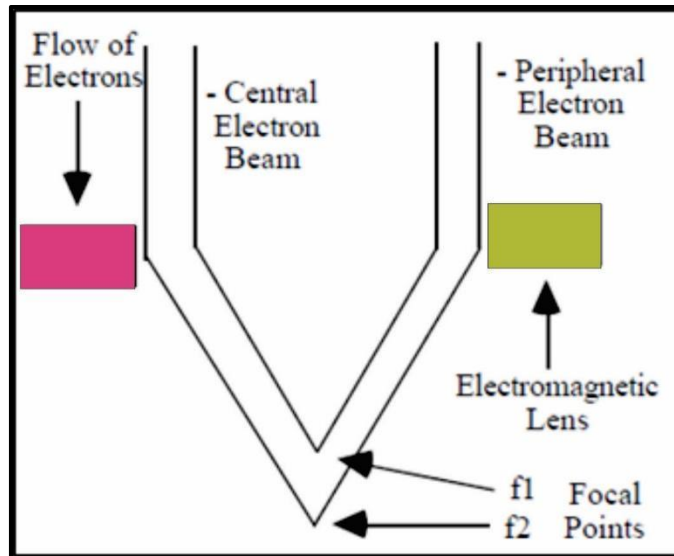 Flow of
Electrons
- Central
Electron
Beam
- Peripheral
Electron
Beam
Electromagnetic
Lens
f1 Focal
f2 Points